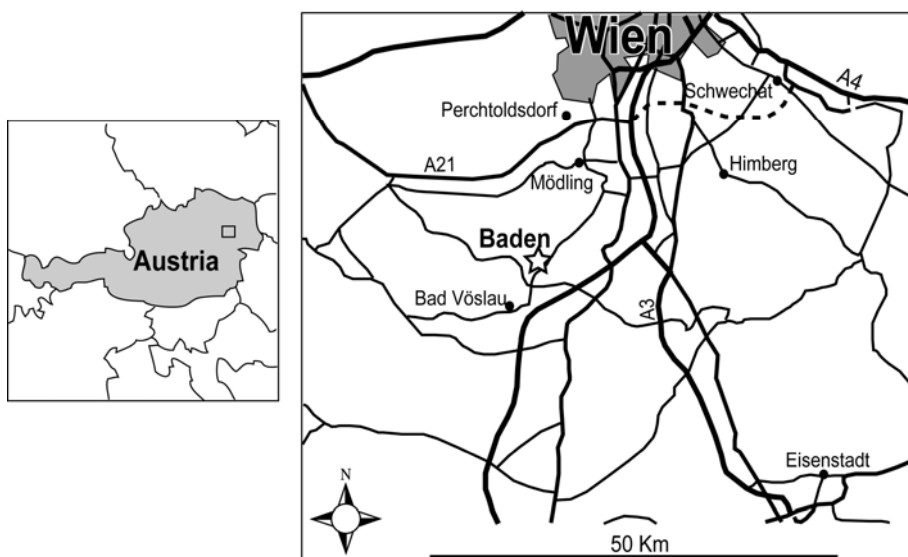 Austria
Wien
A4
Schwechat
Perchtoldsdorf
A21
Mödling
Himberg
Baden
Bad Vöslau
A3
Eisenstadt
N
50 Km